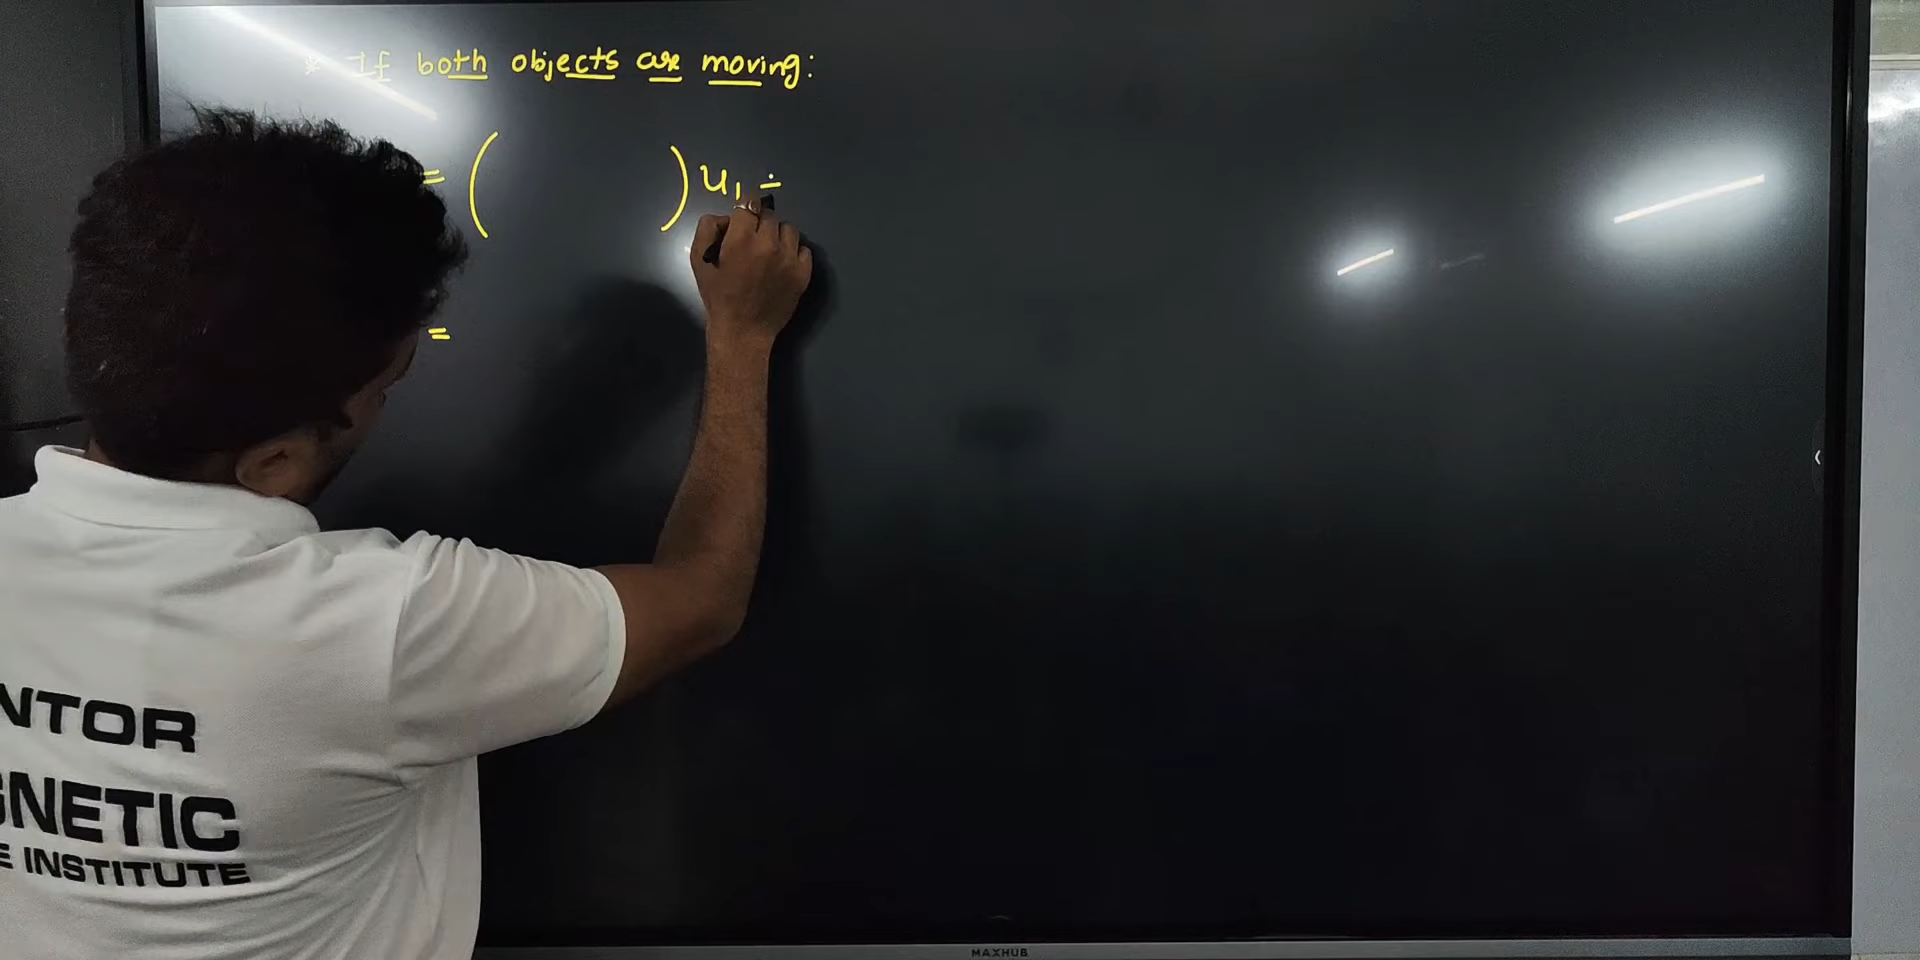 * If both objects are moving:
= (        ) u₁ ÷
=
NTOR
GNETIC
E INSTITUTE
MAXHUB